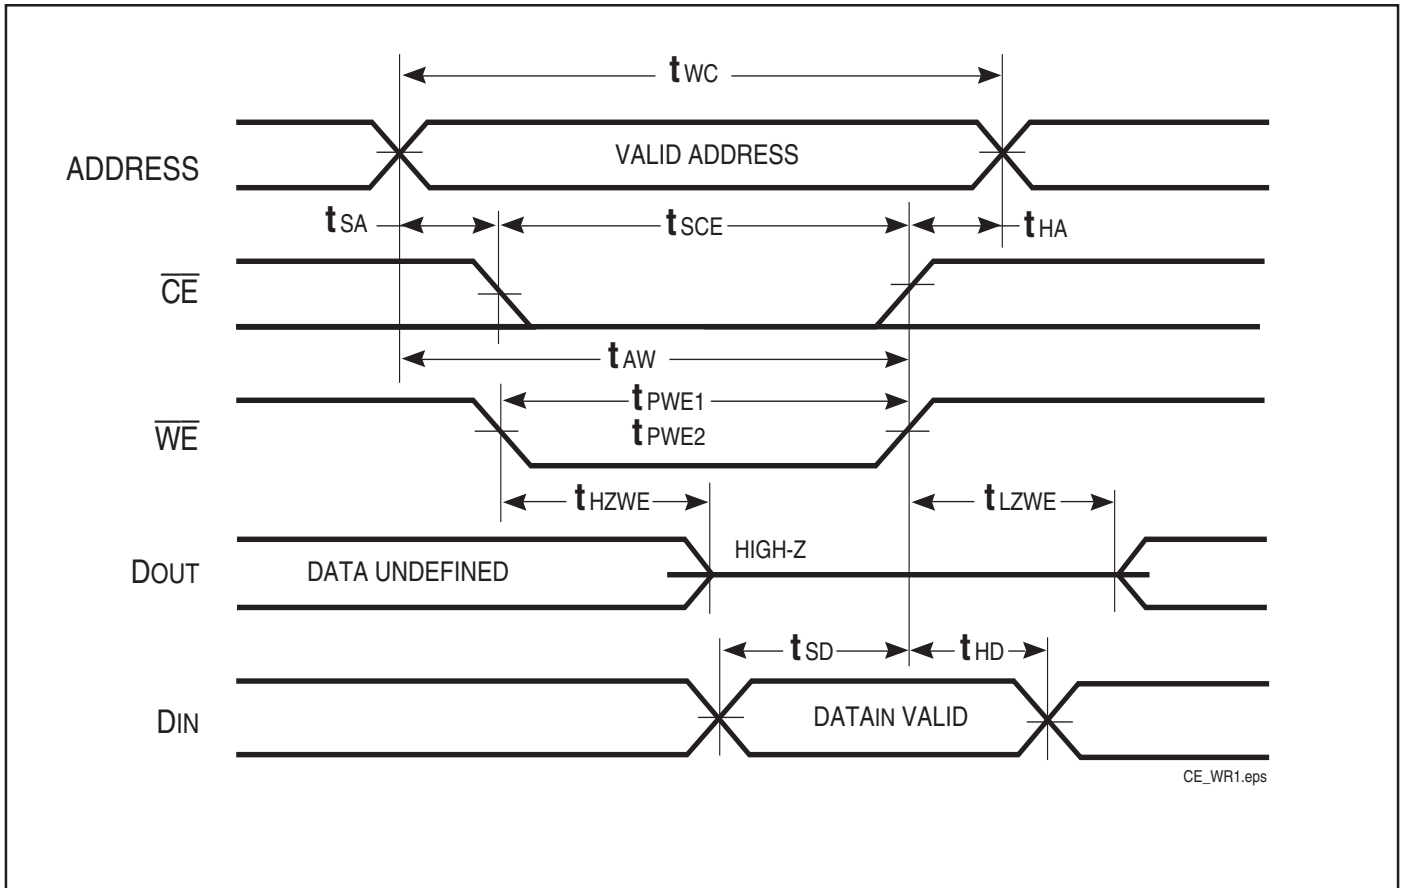 tWC
ADDRESS
VALID ADDRESS
tSA
tSCE
tHA
CE
tAW
WE
tPWE1
tPWE2
tHZWE
tLZWE
DOUT
DATA UNDEFINED
HIGH-Z
tSD
tHD
DIN
DATAIN VALID
CE_WR1.eps